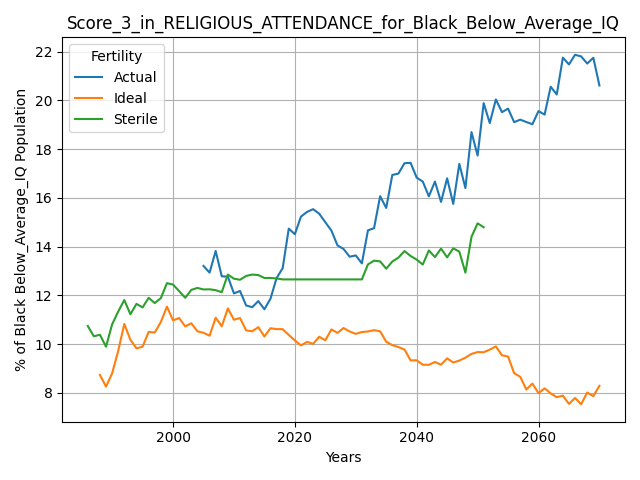 Score_3_in_RELIGIOUS_ATTENDANCE_for_Black_Below_Average_IQ
Fertility
Actual
Ideal
Sterile
% of Black Below_Average_IQ Population
22
20
18
16
14
12
10
8
2000 2020 2040 2060
Years